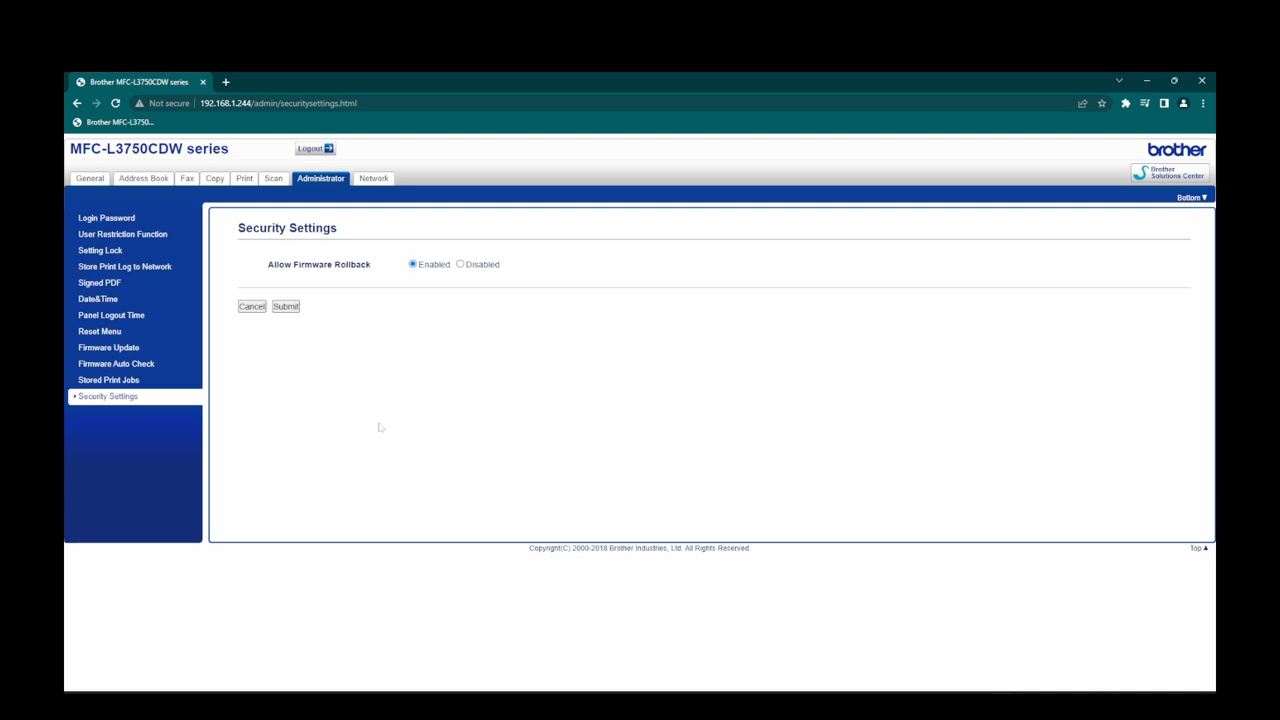 Brother MFC-L3750CDW series
Not secure 192.168.1.244/admin/securitysettings.html
Brother MFC-L3750...
MFC-L3750CDW series Logout brother
General Address Book Fax Copy Print Scan Administrator Network Brother Solutions Center
Bottom▼
Login Password
User Restriction Function
Setting Lock
Store Print Log to Network
Signed PDF
Date&Time
Panel Logout Time
Reset Menu
Firmware Update
Firmware Auto Check
Stored Print Jobs
Security Settings
Security Settings
Allow Firmware Rollback Enabled Disabled
Cancel Submit
Copyright(C) 2000-2018 Brother Industries, Ltd. All Rights Reserved.
Top▲